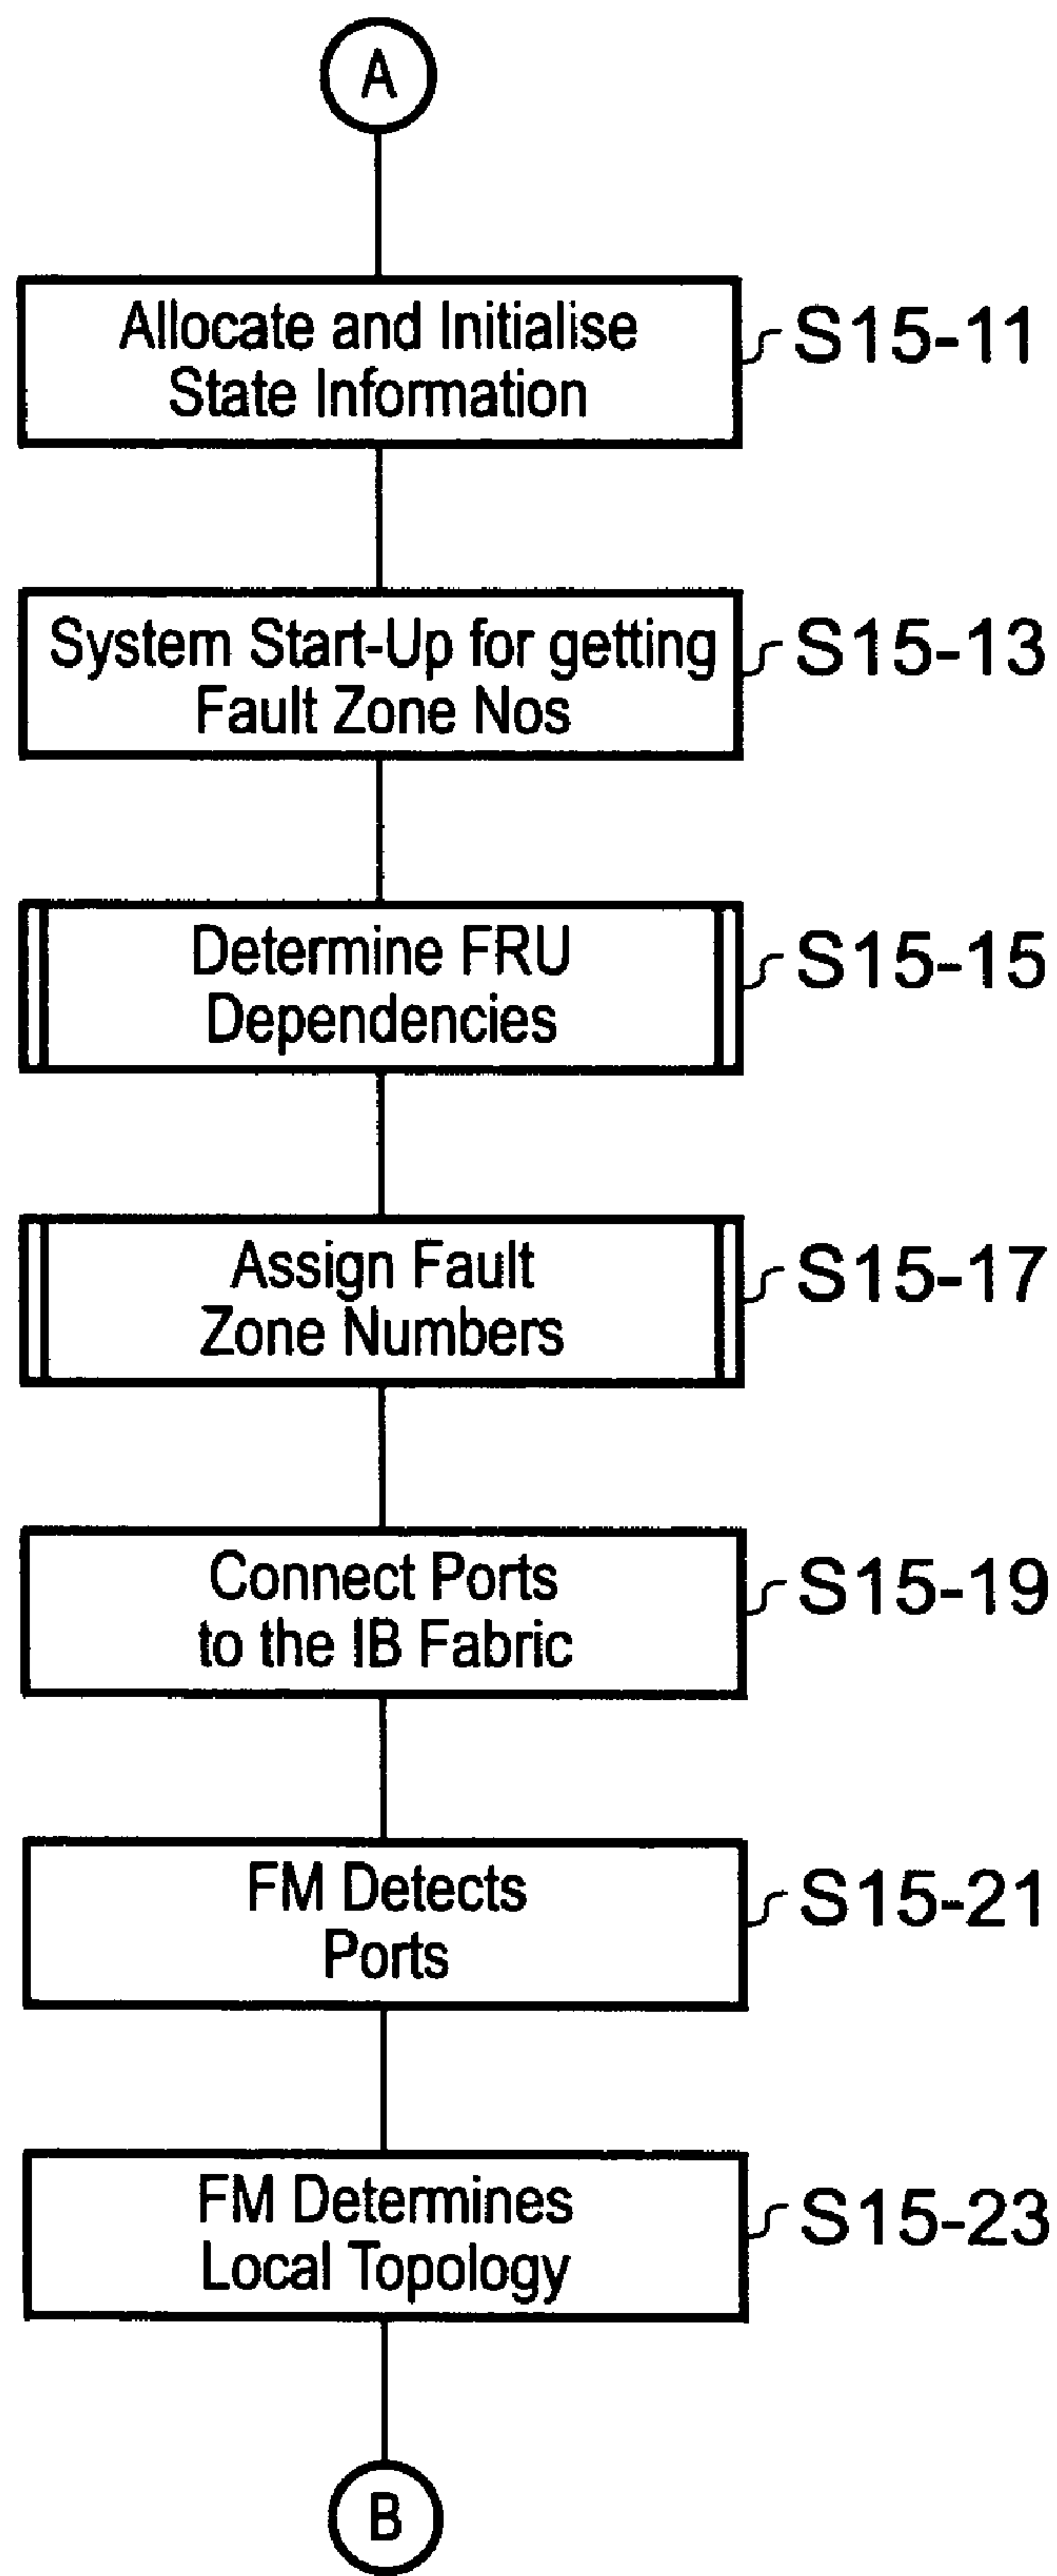 A
Allocate and Initialise
State Information
S15-11
System Start-Up for getting
Fault Zone Nos
S15-13
Determine FRU
Dependencies
S15-15
Assign Fault
Zone Numbers
S15-17
Connect Ports
to the IB Fabric
S15-19
FM Detects
Ports
S15-21
FM Determines
Local Topology
S15-23
B